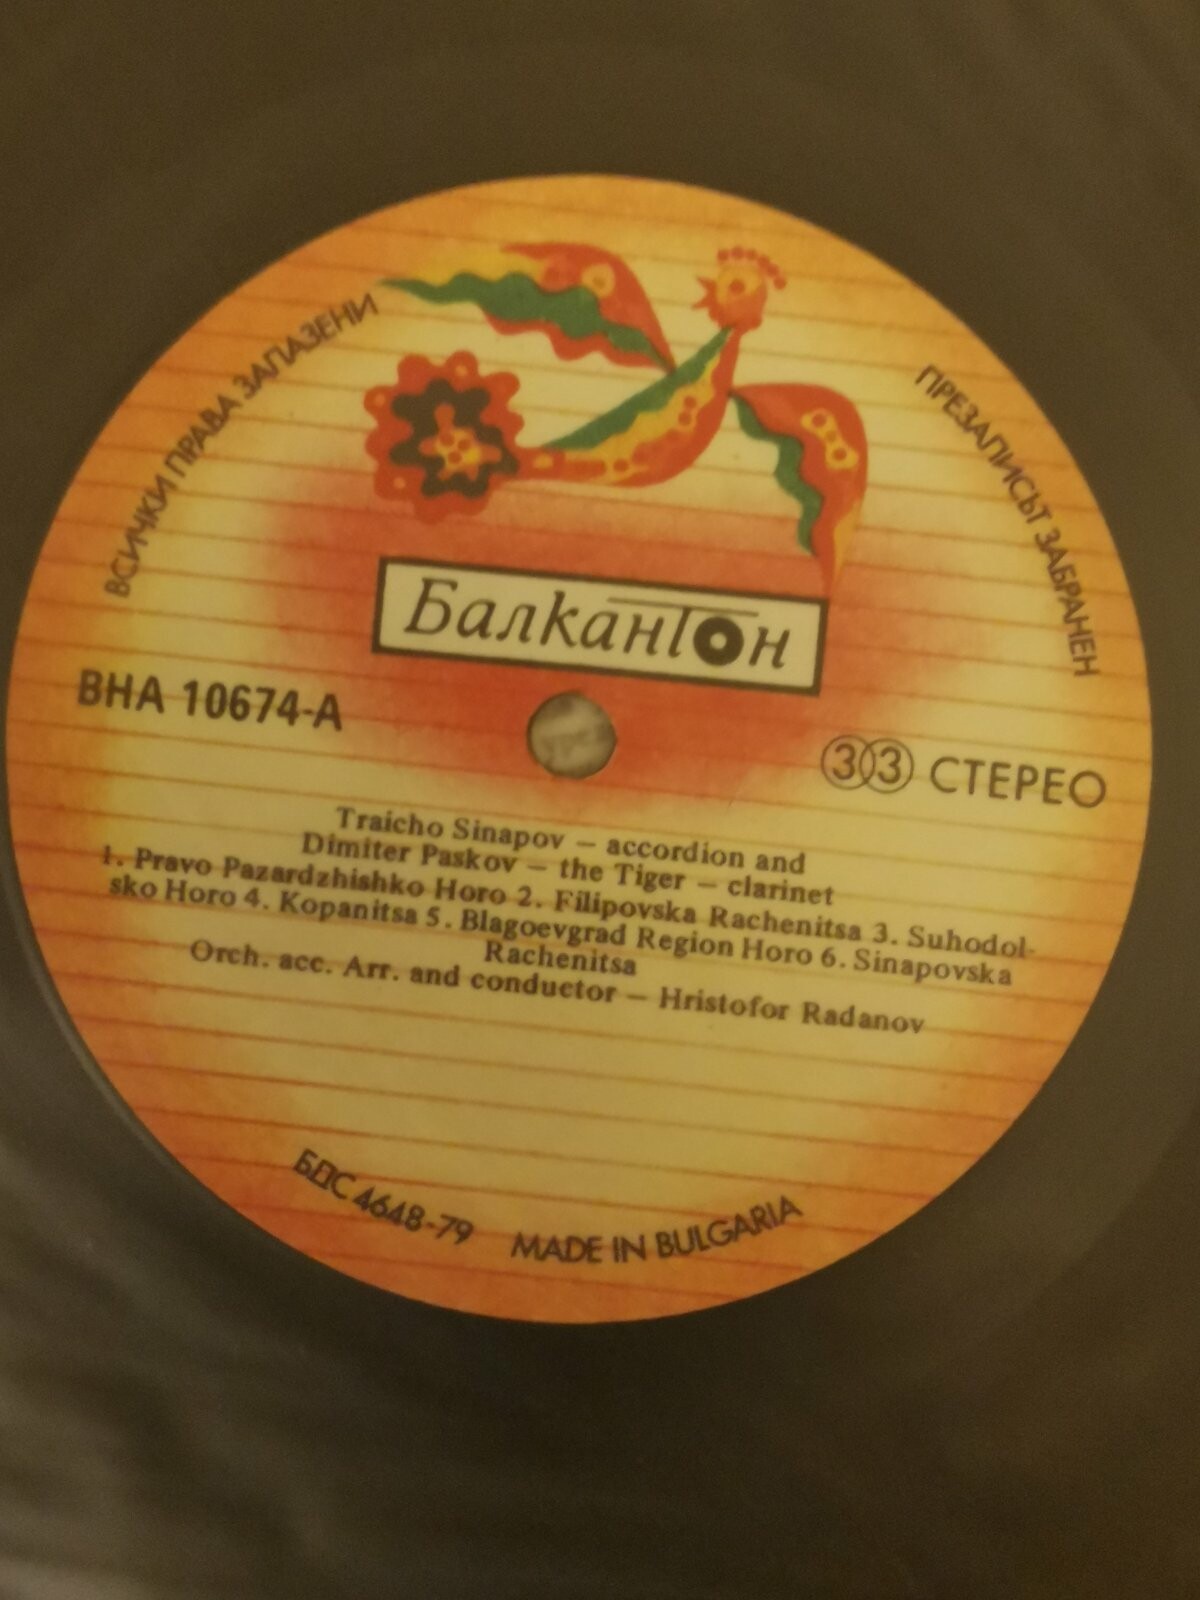 ВСИЧКИ ПРАВА ЗАПАЗЕНИ
ПРЕЗАПИСЪТ ЗАБРАНЕН
Балкантон
ВНА 10674-А
33 СТЕРЕО
Traicho Sinapov – accordion and
Dimiter Paskov – the Tiger – clarinet
1. Pravo Pazardzhishko Horo 2. Filipovska Rachenitsa 3. Suhodol-
sko Horo 4. Kopanitsa 5. Blagoevgrad Region Horo 6. Sinapovska
Rachenitsa
Orch. acc. Arr. and conduetor – Hristofor Radanov
БДС 4648-79 MADE IN BULGARIA